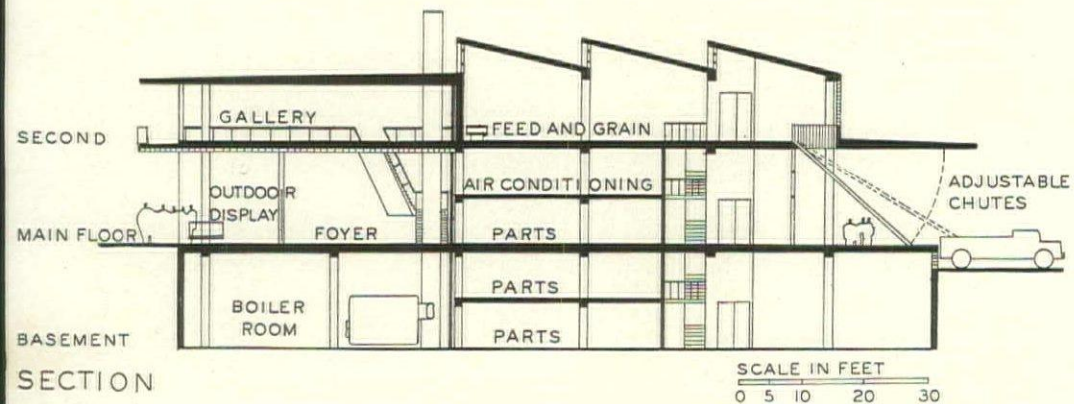 GALLERY
SECOND
FEED AND GRAIN
AIR CONDITIONING
ADJUSTABLE
CHUTES
OUTDOOR
DISPLAY
MAIN FLOOR
FOYER
PARTS
PARTS
BOILER
ROOM
BASEMENT
PARTS
SECTION
SCALE IN FEET
0 5 10 20 30